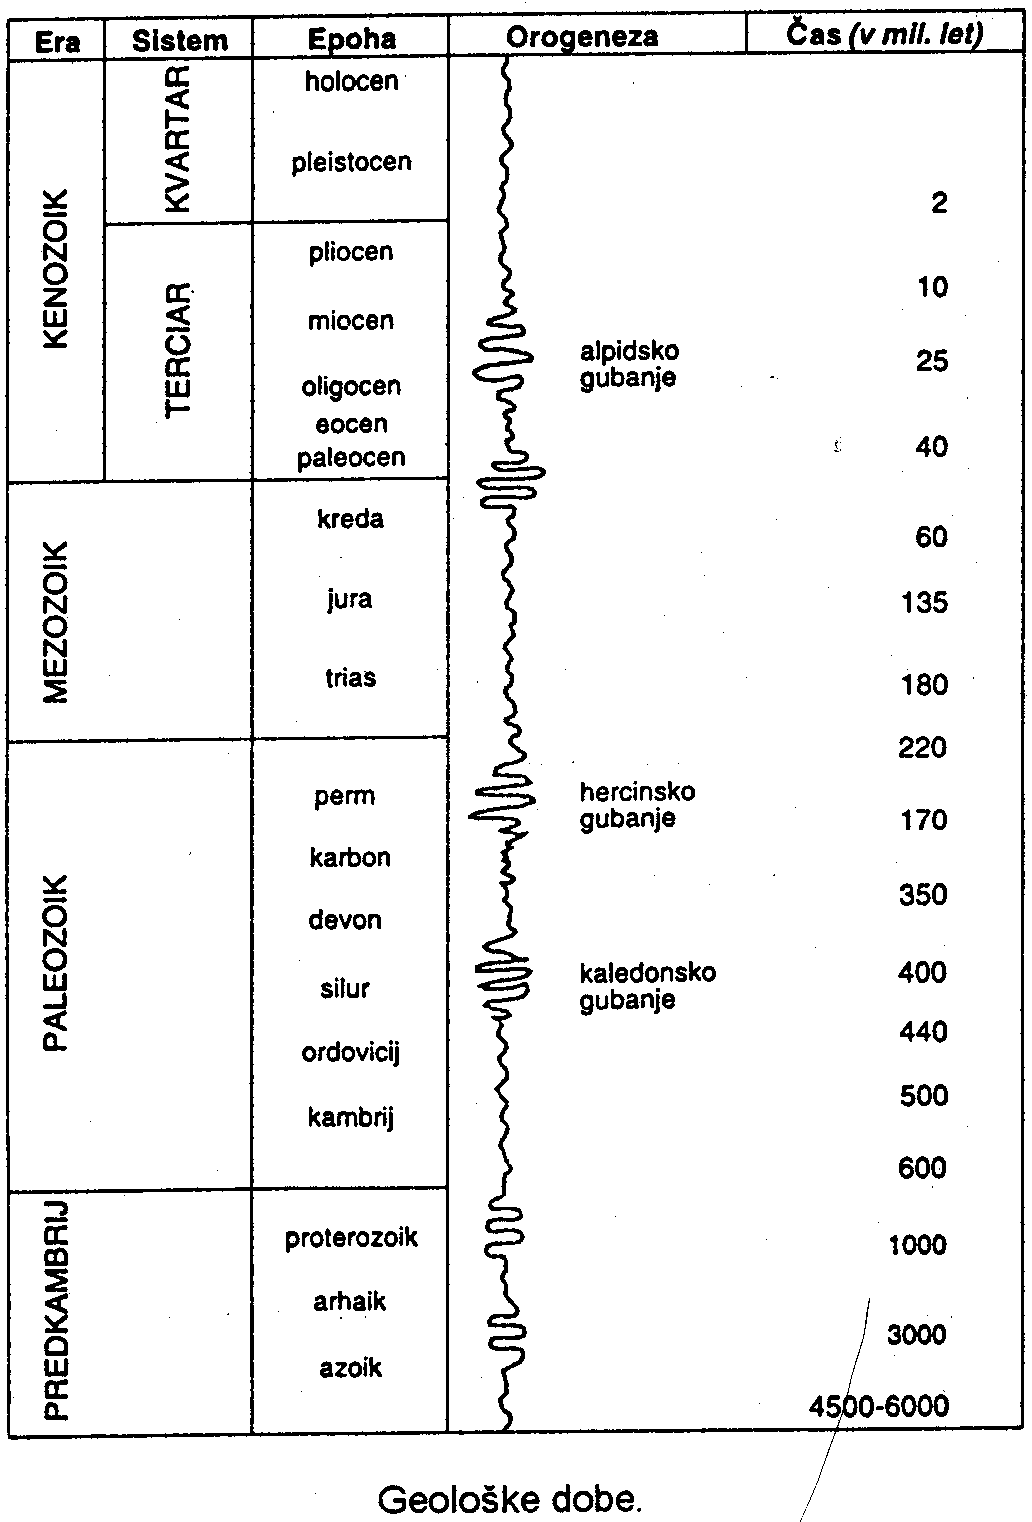 Era Sistem Epoha Orogeneza Čas (v mil. let)
KENOZOIK
KVARTAR
holocen
pleistocen
2
TERCIAR
pliocen
10
miocen
alpidsko
gubanje
25
oligocen
eocen
paleocen
40
MEZOZOIK
kreda
60
jura
135
trias
180
220
PALEOZOIK
perm
hercinsko
gubanje
170
karbon
350
devon
silur
kaledonsko
gubanje
400
440
ordovicij
500
kambrij
600
PREDKAMBRIJ
proterozoik
1000
arhaik
3000
azoik
4500-6000
Geološke dobe.